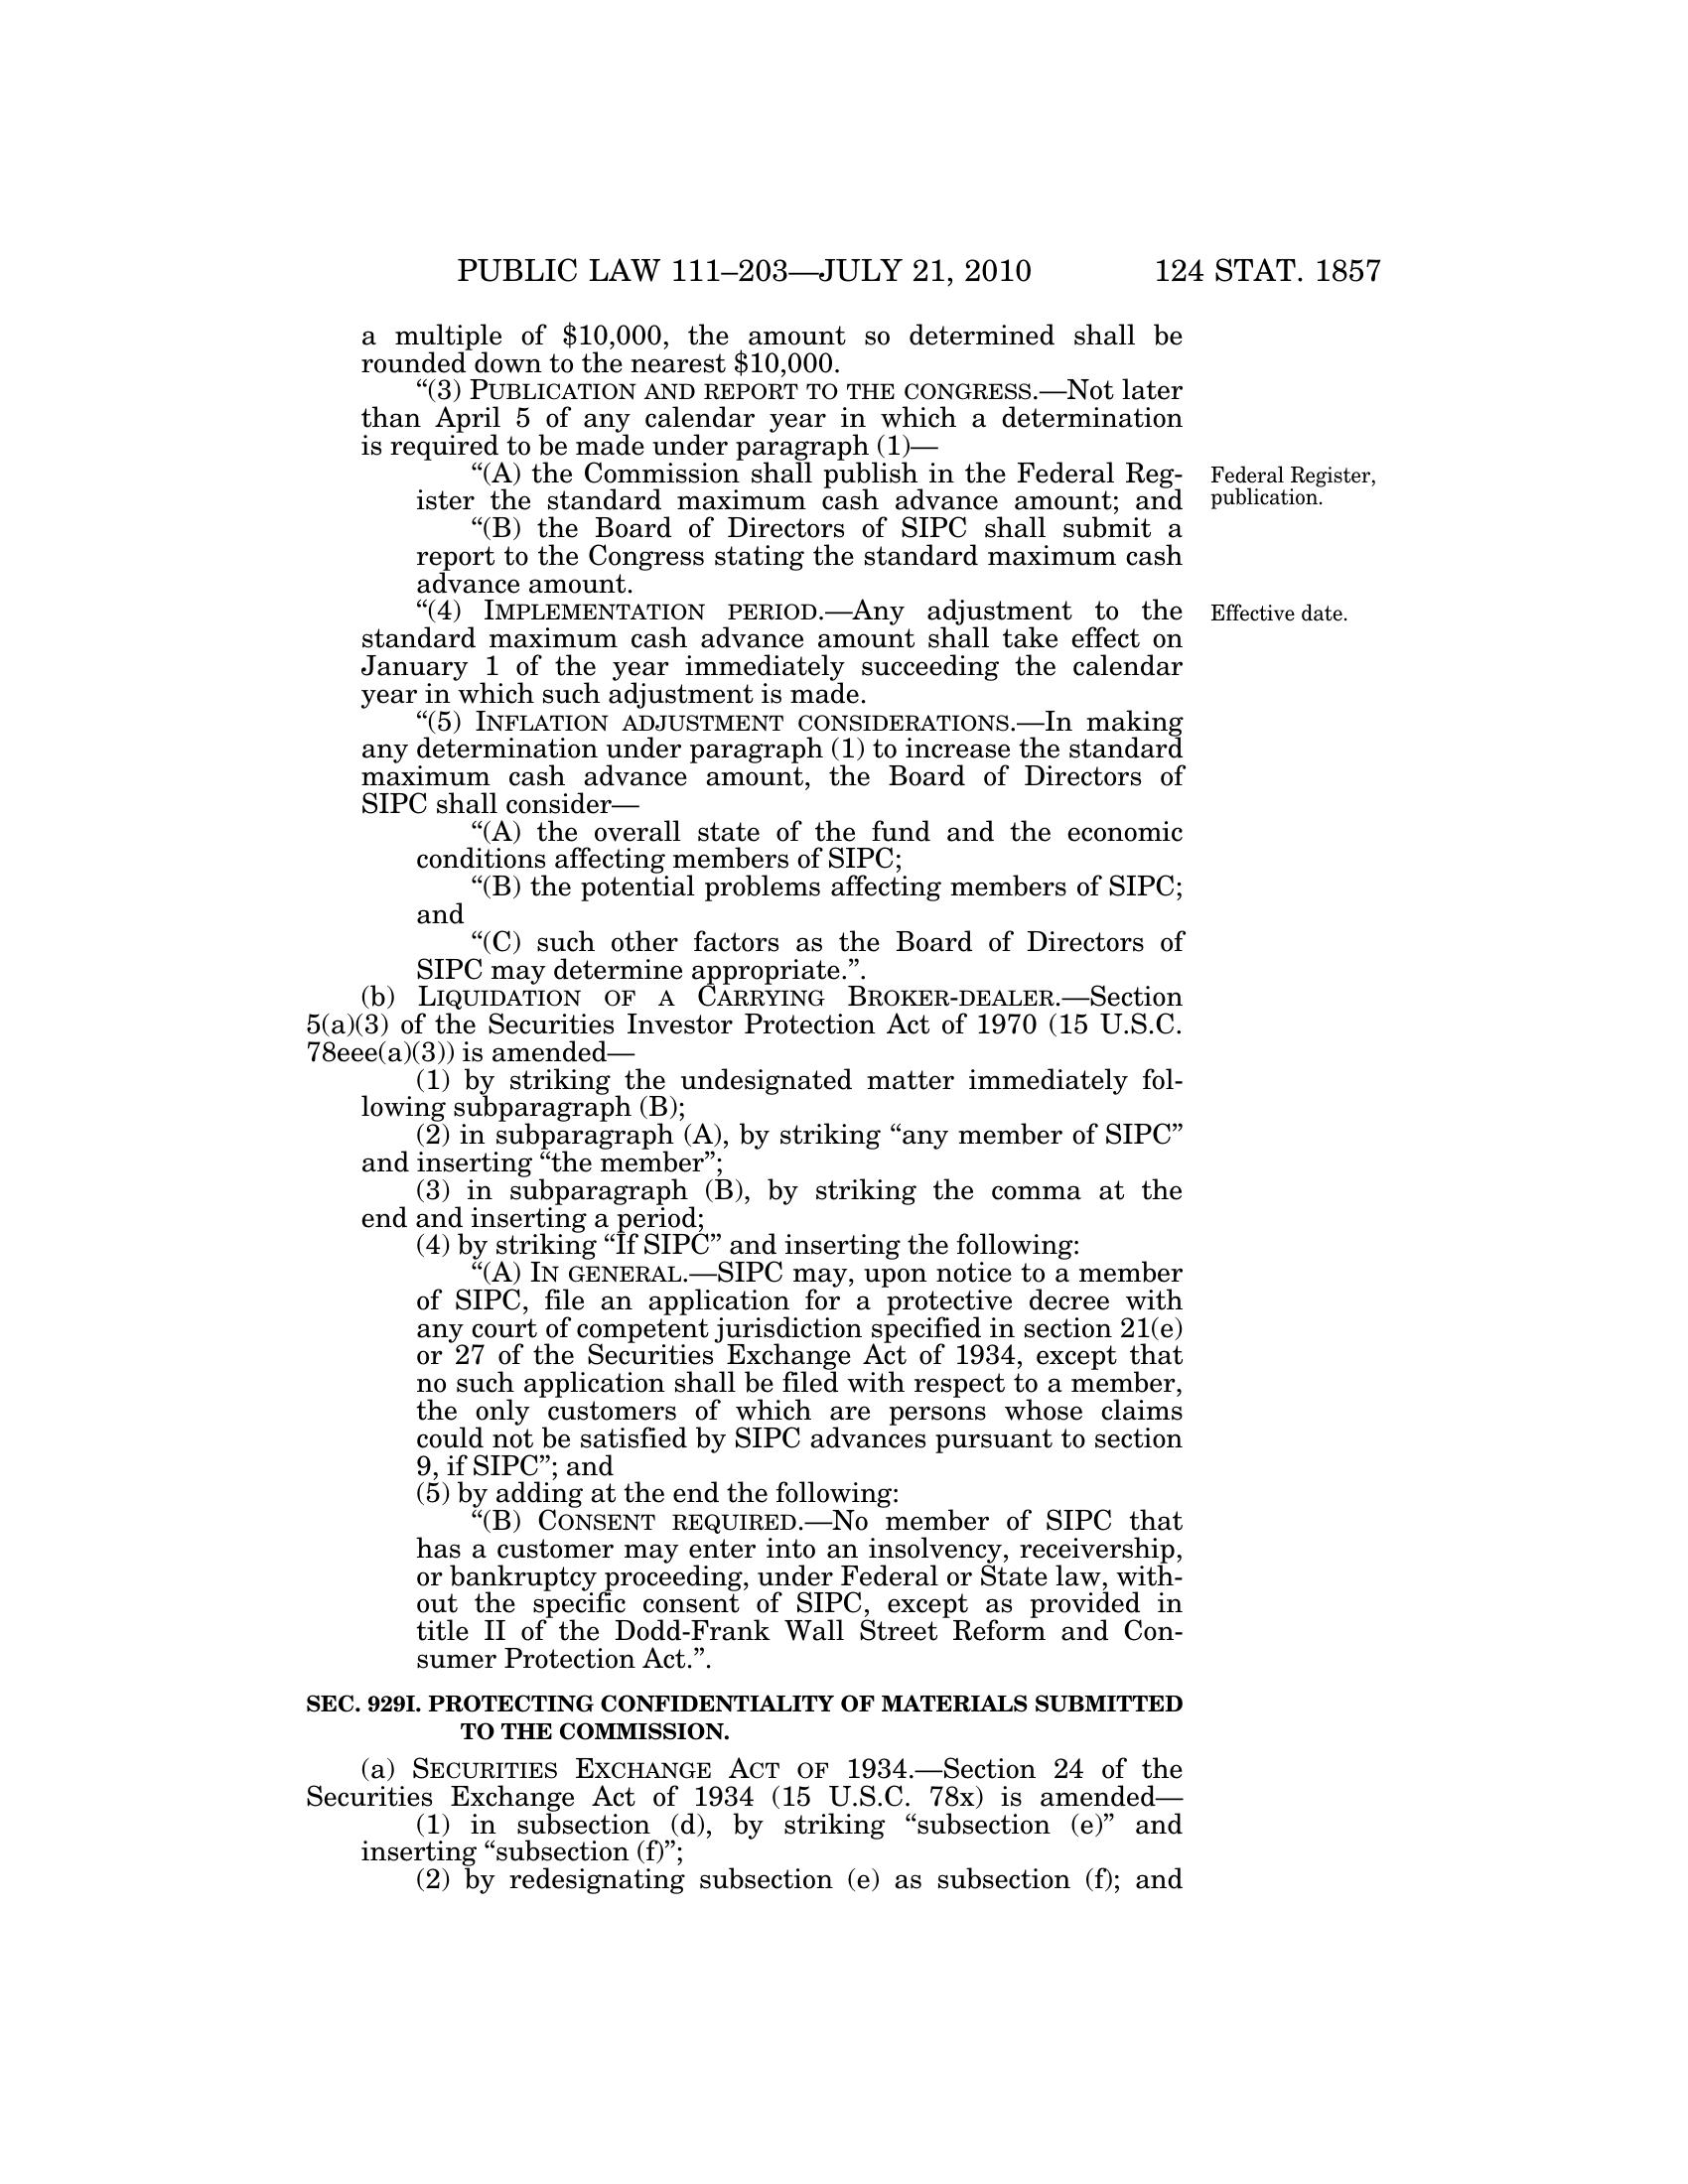 PUBLIC LAW 111–203—JULY 21, 2010 124 STAT. 1857
a multiple of $10,000, the amount so determined shall be
rounded down to the nearest $10,000.
“(3) PUBLICATION AND REPORT TO THE CONGRESS.—Not later
than April 5 of any calendar year in which a determination
is required to be made under paragraph (1)—
“(A) the Commission shall publish in the Federal Reg-
ister the standard maximum cash advance amount; and
Federal Register,
publication.
“(B) the Board of Directors of SIPC shall submit a
report to the Congress stating the standard maximum cash
advance amount.
“(4) IMPLEMENTATION PERIOD.—Any adjustment to the
Effective date.
standard maximum cash advance amount shall take effect on
January 1 of the year immediately succeeding the calendar
year in which such adjustment is made.
“(5) INFLATION ADJUSTMENT CONSIDERATIONS.—In making
any determination under paragraph (1) to increase the standard
maximum cash advance amount, the Board of Directors of
SIPC shall consider—
“(A) the overall state of the fund and the economic
conditions affecting members of SIPC;
“(B) the potential problems affecting members of SIPC;
and
“(C) such other factors as the Board of Directors of
SIPC may determine appropriate.”.
(b) LIQUIDATION OF A CARRYING BROKER-DEALER.—Section
5(a)(3) of the Securities Investor Protection Act of 1970 (15 U.S.C.
78eee(a)(3)) is amended—
(1) by striking the undesignated matter immediately fol-
lowing subparagraph (B);
(2) in subparagraph (A), by striking “any member of SIPC”
and inserting “the member”;
(3) in subparagraph (B), by striking the comma at the
end and inserting a period;
(4) by striking “If SIPC” and inserting the following:
“(A) IN GENERAL.—SIPC may, upon notice to a member
of SIPC, file an application for a protective decree with
any court of competent jurisdiction specified in section 21(e)
or 27 of the Securities Exchange Act of 1934, except that
no such application shall be filed with respect to a member,
the only customers of which are persons whose claims
could not be satisfied by SIPC advances pursuant to section
9, if SIPC”; and
(5) by adding at the end the following:
“(B) CONSENT REQUIRED.—No member of SIPC that
has a customer may enter into an insolvency, receivership,
or bankruptcy proceeding, under Federal or State law, with-
out the specific consent of SIPC, except as provided in
title II of the Dodd-Frank Wall Street Reform and Con-
sumer Protection Act.”.
SEC. 929I. PROTECTING CONFIDENTIALITY OF MATERIALS SUBMITTED
TO THE COMMISSION.
(a) SECURITIES EXCHANGE ACT OF 1934.—Section 24 of the
Securities Exchange Act of 1934 (15 U.S.C. 78x) is amended—
(1) in subsection (d), by striking “subsection (e)” and
inserting “subsection (f)”;
(2) by redesignating subsection (e) as subsection (f); and